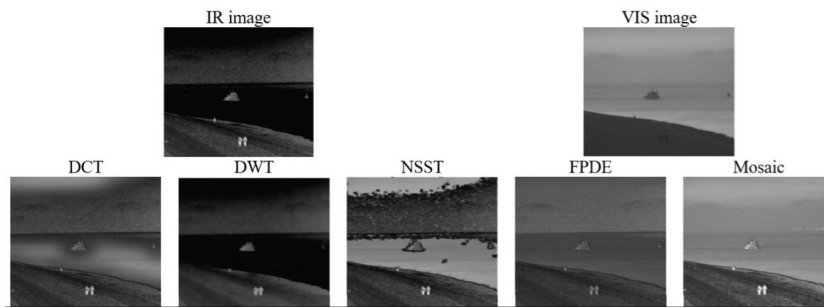 IR image
VIS image
DCT
DWT
NSST
FPDE
Mosaic